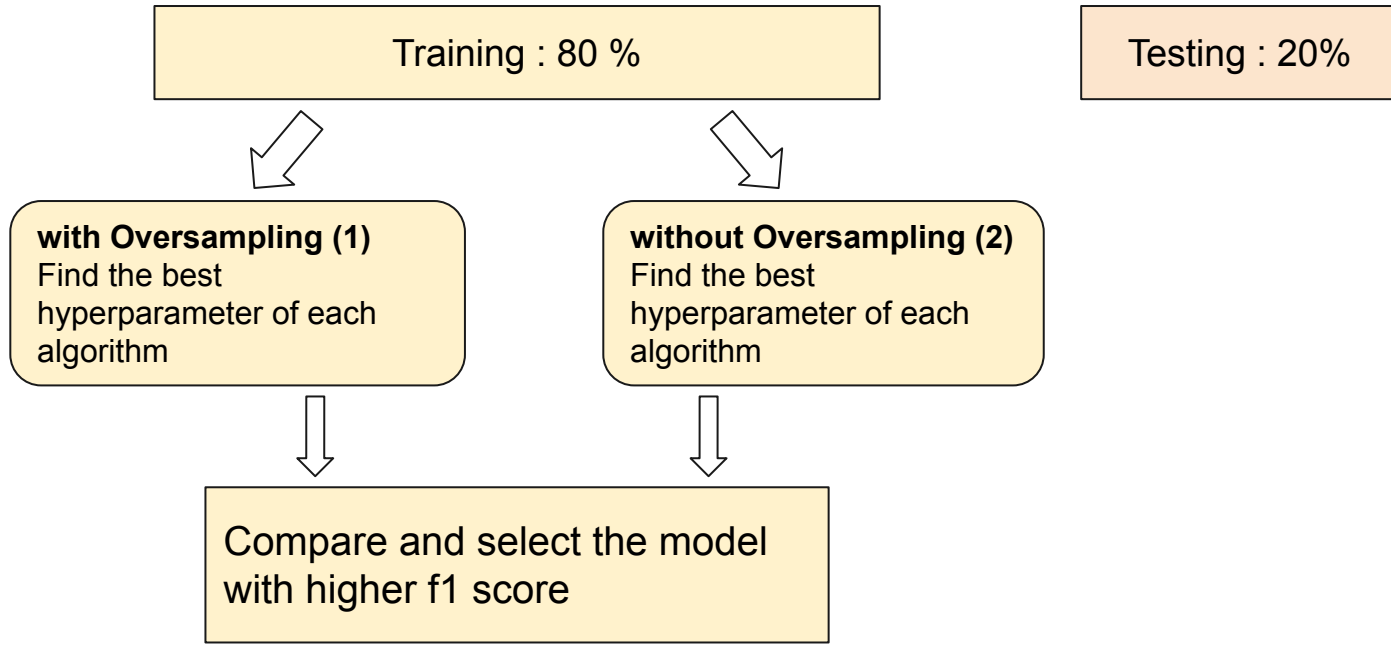 Training : 80 %
Testing : 20%
with Oversampling (1)
Find the best
hyperparameter of each
algorithm
without Oversampling (2)
Find the best
hyperparameter of each
algorithm
Compare and select the model
with higher f1 score